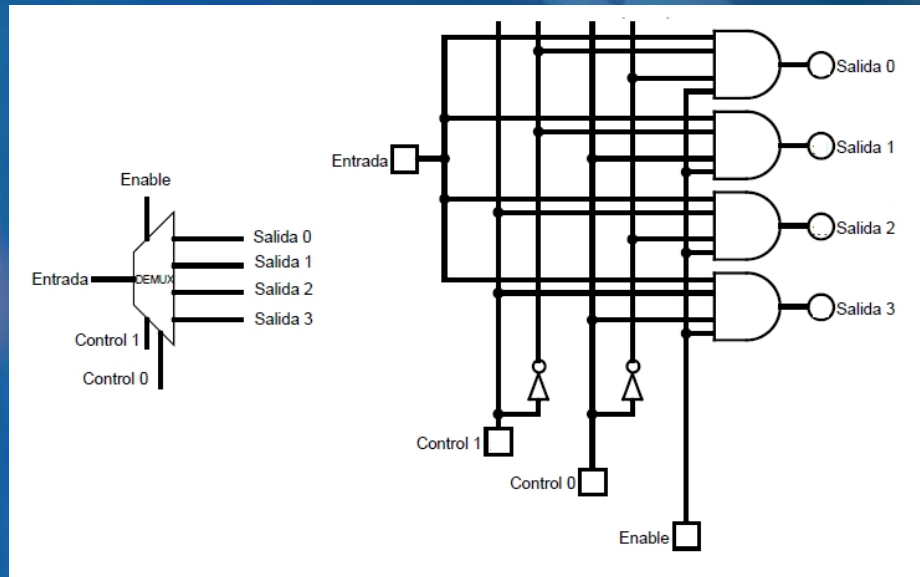 Enable
Entrada
DEMUX
Salida 0
Salida 1
Salida 2
Salida 3
Control 1
Control 0
Entrada
Salida 0
Salida 1
Salida 2
Salida 3
Control 1
Control 0
Enable